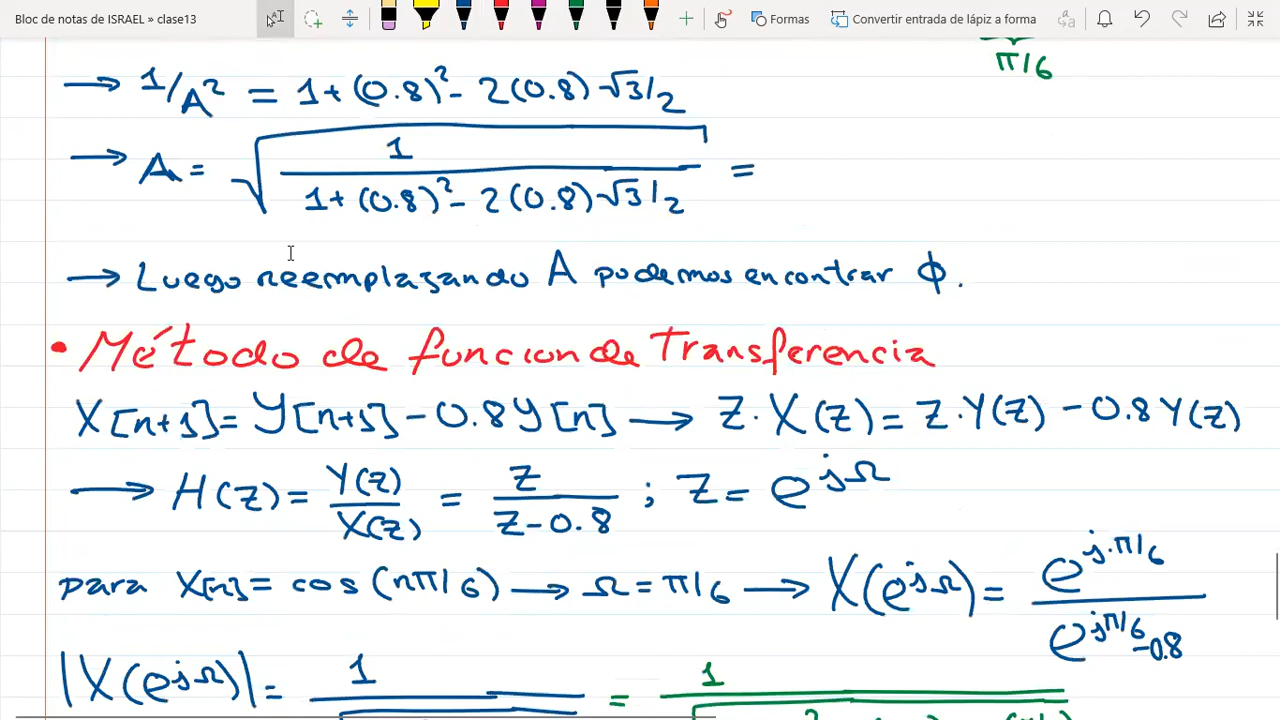 Bloc de notas de ISRAEL » clase13
Formas
Convertir entrada de lápiz a forma
π/6
→ 1/A² = 1+(0.8)² - 2(0.8)√3/2
→ A = √(1 / (1+(0.8)² - 2(0.8)√3/2)) =
→ Luego reemplazando A podemos encontrar ϕ.
• Método de funcion de Transferencia
X[n+1] = Y[n+1] - 0.8Y[n] → Z·X(Z) = Z·Y(Z) - 0.8Y(Z)
→ H(Z) = Y(Z)/X(Z) = Z/(Z-0.8) ; Z = e^jΩ
para X[n] = cos(nπ/6) → Ω = π/6 → X(e^jΩ) = e^j·π/6 / (e^jπ/6 - 0.8)
|X(e^jΩ)| = 1 = 1